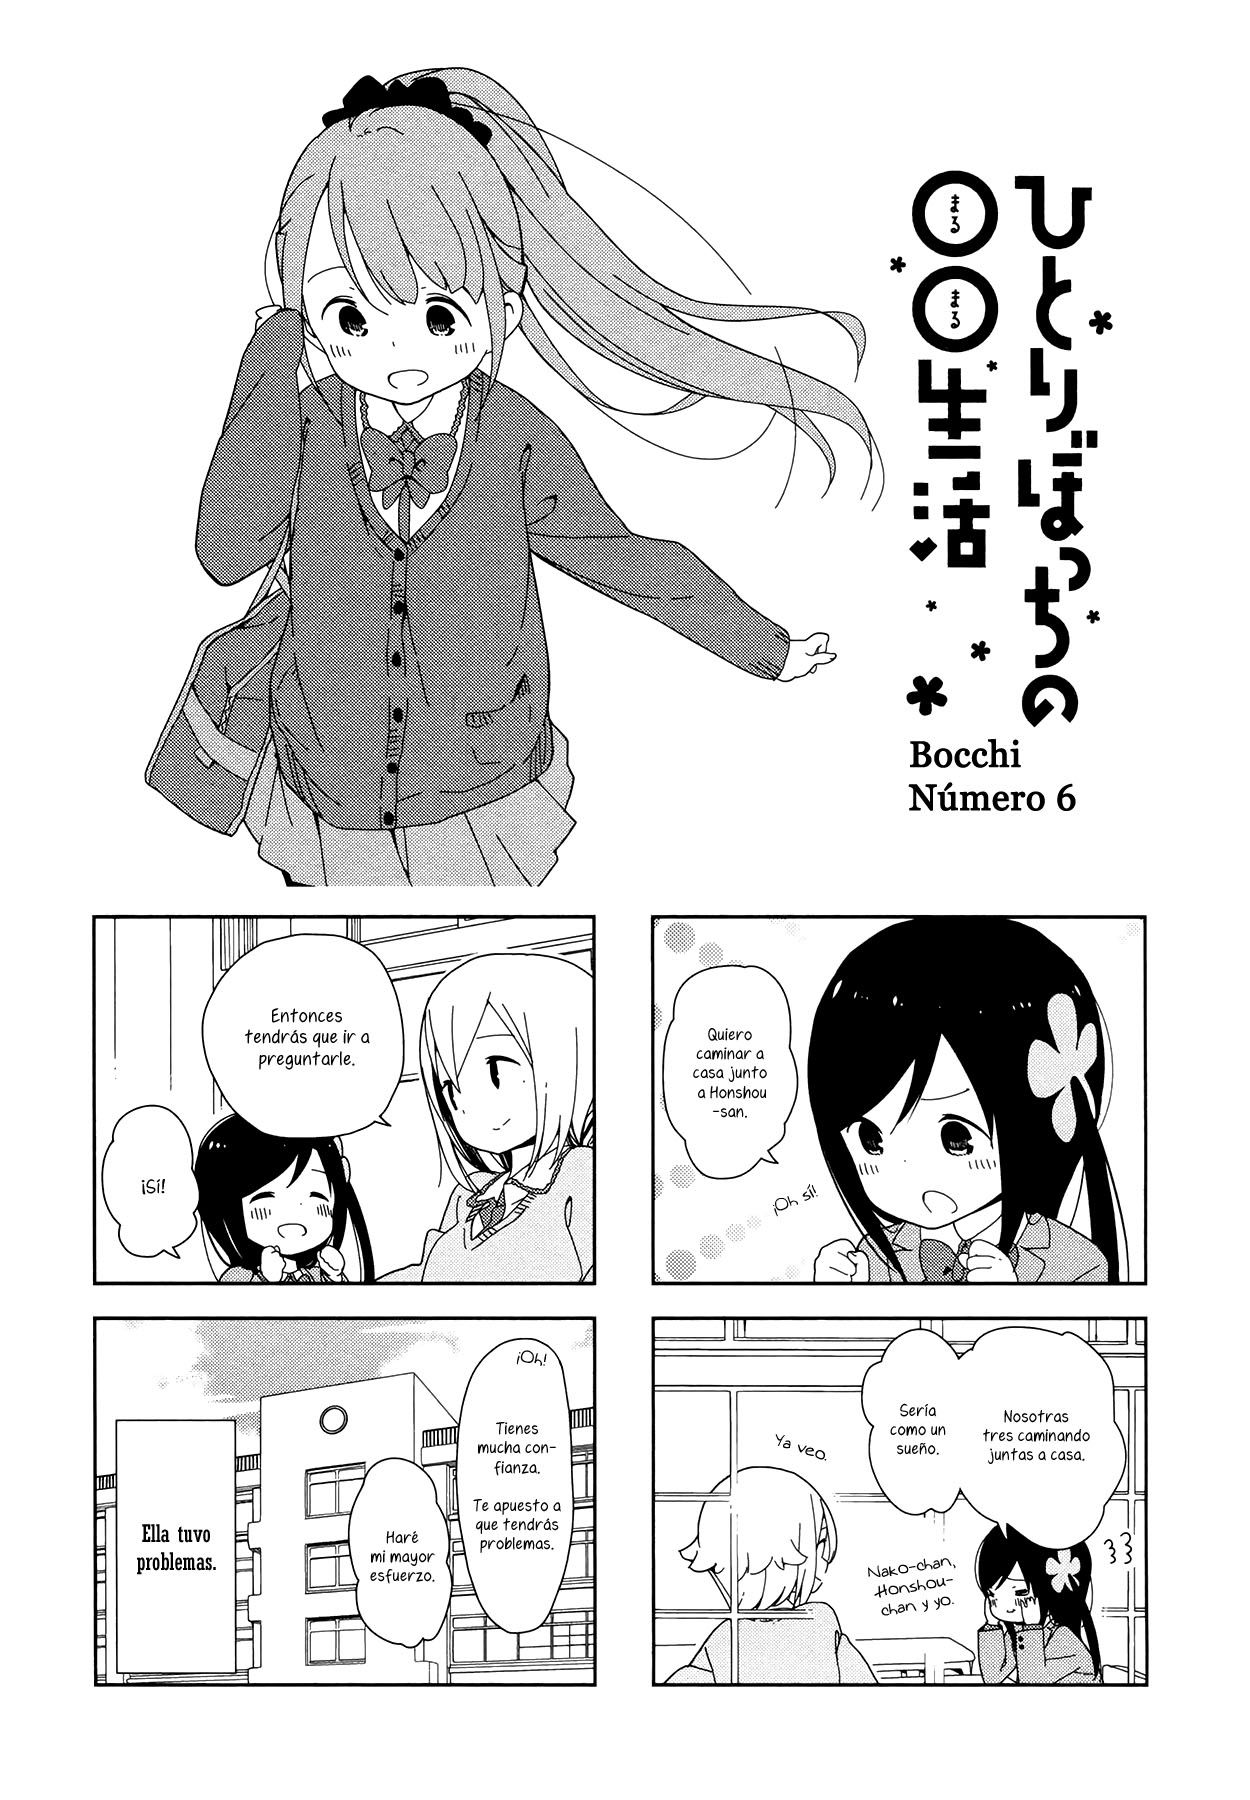 ひとりぼっちの
○○生活
まる
まる
Bocchi
Número 6
Quiero
caminar a
casa junto
a Honshou
-san.
¡Oh sí!
Nosotras
tres caminando
juntas a casa.
Sería
como un
sueño.
Ya veo.
Nako-chan,
Honshou-
chan y yo.
Entonces
tendrás que ir a
preguntarle.
¡Sí!
¡Oh!
Tienes
mucha con-
fianza.
Te apuesto a
que tendrás
problemas.
Haré
mi mayor
esfuerzo.
Ella tuvo
problemas.